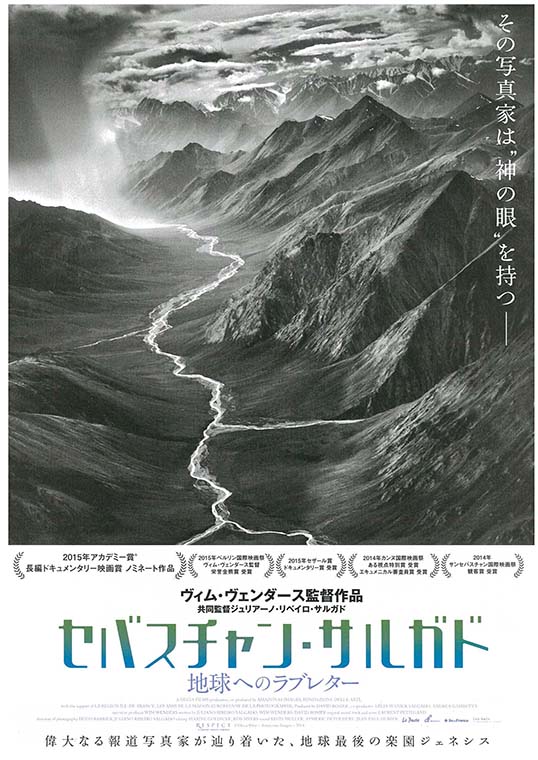 その写真家は"神の眼"を持つ──
2015年アカデミー賞®
長編ドキュメンタリー映画賞 ノミネート作品
2015年ベルリン国際映画祭
ヴィム・ヴェンダース監督
栄誉金熊賞 受賞
2015年セザール賞
ドキュメンタリー賞 受賞
2014年カンヌ国際映画祭
ある視点特別賞 受賞
エキュメニカル審査員賞 受賞
2014年
サンセバスチャン国際映画祭
観客賞 受賞
ヴィム・ヴェンダース監督作品
共同監督ジュリアーノ・リベイロ・サルガド
セバスチャン・サルガド
地球へのラブレター
RESPECT
偉大なる報道写真家が辿り着いた、地球最後の楽園ジェネシス